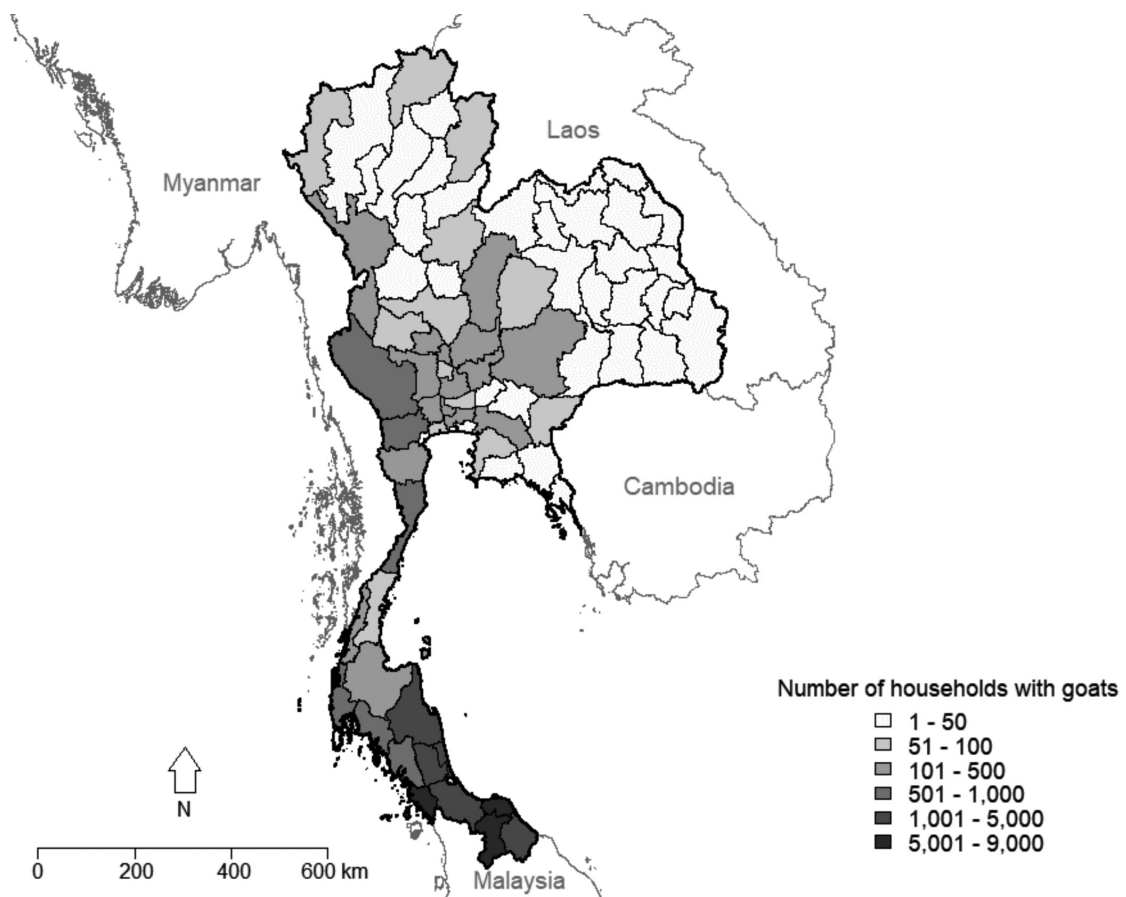 Laos
Myanmar
Cambodia
Number of households with goats
1 - 50
51 - 100
101 - 500
501 - 1,000
1,001 - 5,000
5,001 - 9,000
N
0 200 400 600 km
Malaysia